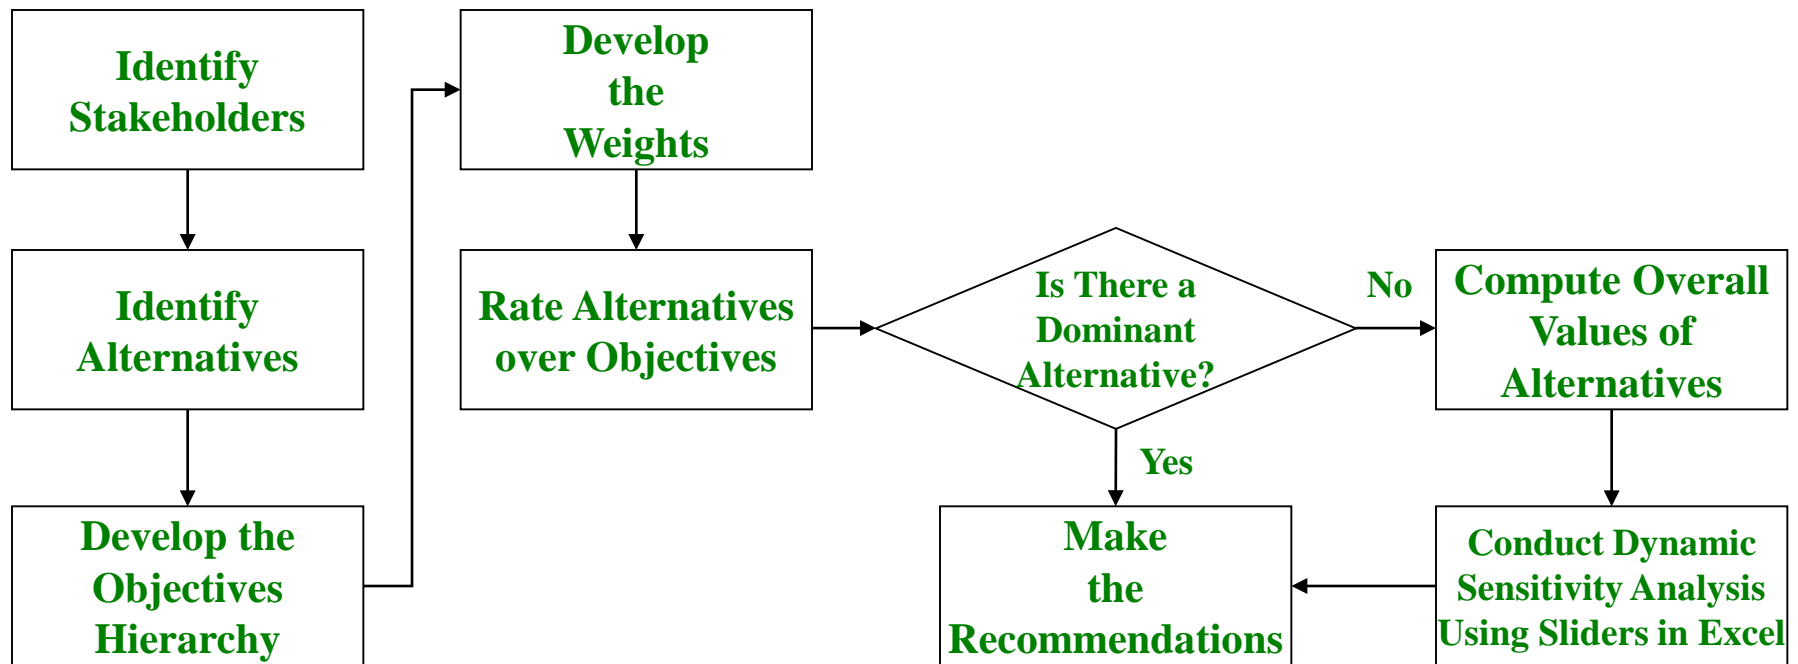 Identify
Stakeholders
Identify
Alternatives
Develop the
Objectives
Hierarchy
Develop
the
Weights
Rate Alternatives
over Objectives
Is There a
Dominant
Alternative?
No
Yes
Compute Overall
Values of
Alternatives
Conduct Dynamic
Sensitivity Analysis
Using Sliders in Excel
Make
the
Recommendations